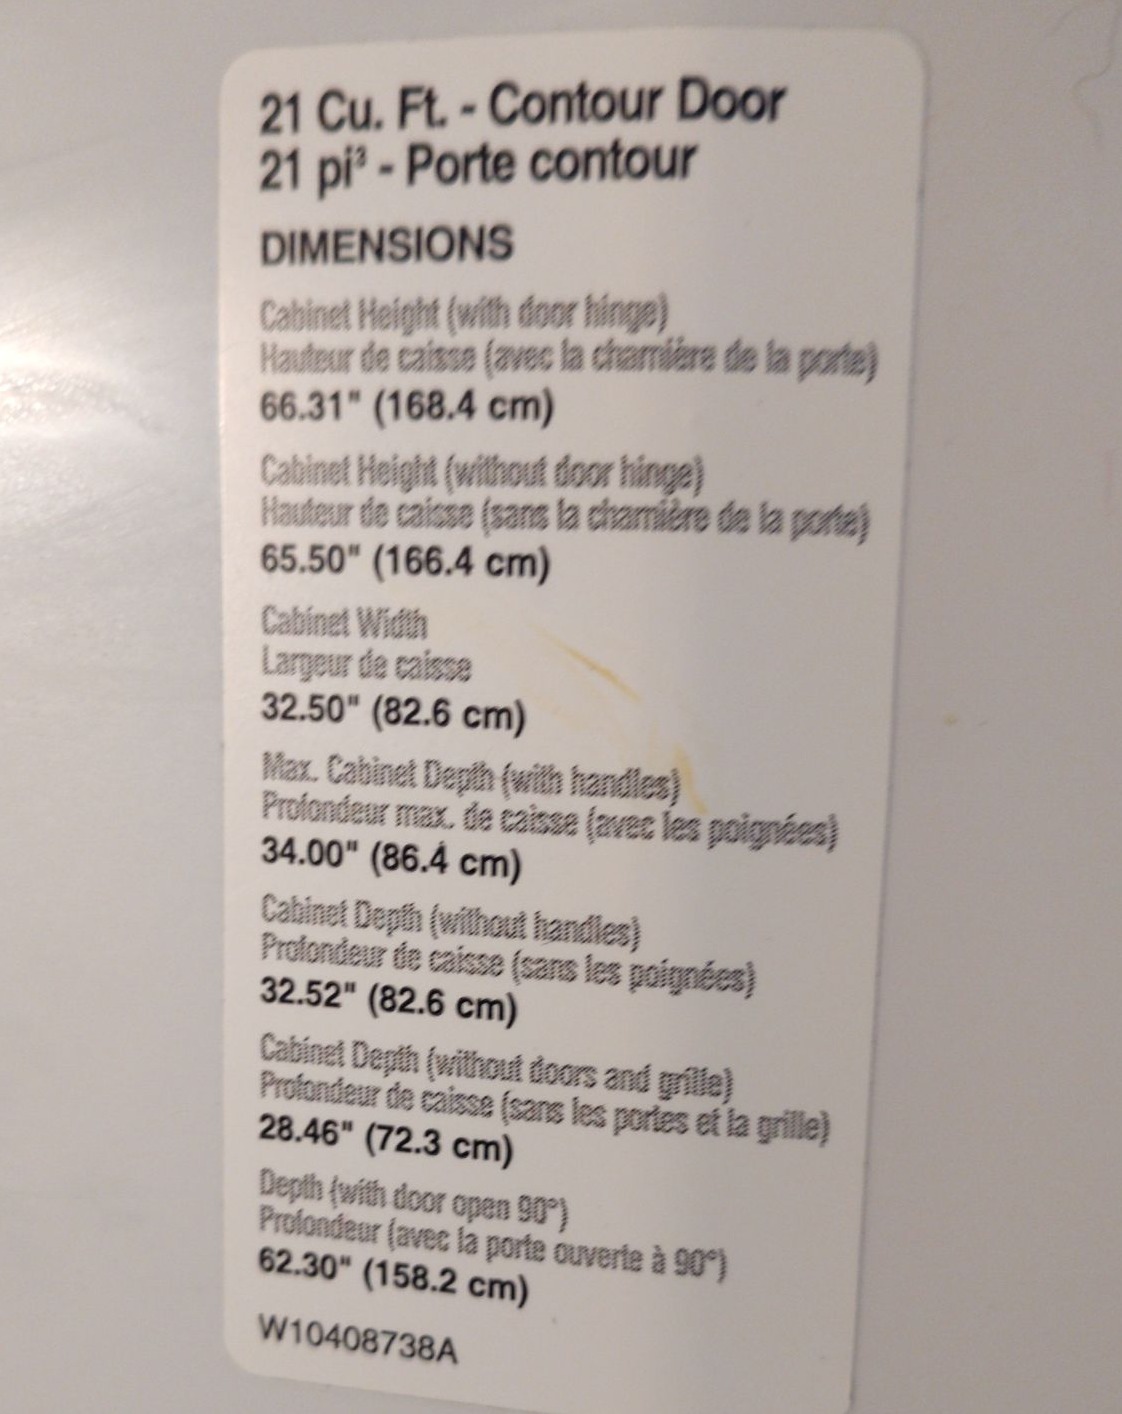 21 Cu. Ft. - Contour Door
21 pi³ - Porte contour
DIMENSIONS
Cabinet Height (with door hinge)
Hauteur de caisse (avec la charnière de la porte)
66.31" (168.4 cm)
Cabinet Height (without door hinge)
Hauteur de caisse (sans la charnière de la porte)
65.50" (166.4 cm)
Cabinet Width
Largeur de caisse
32.50" (82.6 cm)
Max. Cabinet Depth (with handles)
Profondeur max. de caisse (avec les poignées)
34.00" (86.4 cm)
Cabinet Depth (without handles)
Profondeur de caisse (sans les poignées)
32.52" (82.6 cm)
Cabinet Depth (without doors and grille)
Profondeur de caisse (sans les portes et la grille)
28.46" (72.3 cm)
Depth (with door open 90°)
Profondeur (avec la porte ouverte à 90°)
62.30" (158.2 cm)
W10408738A